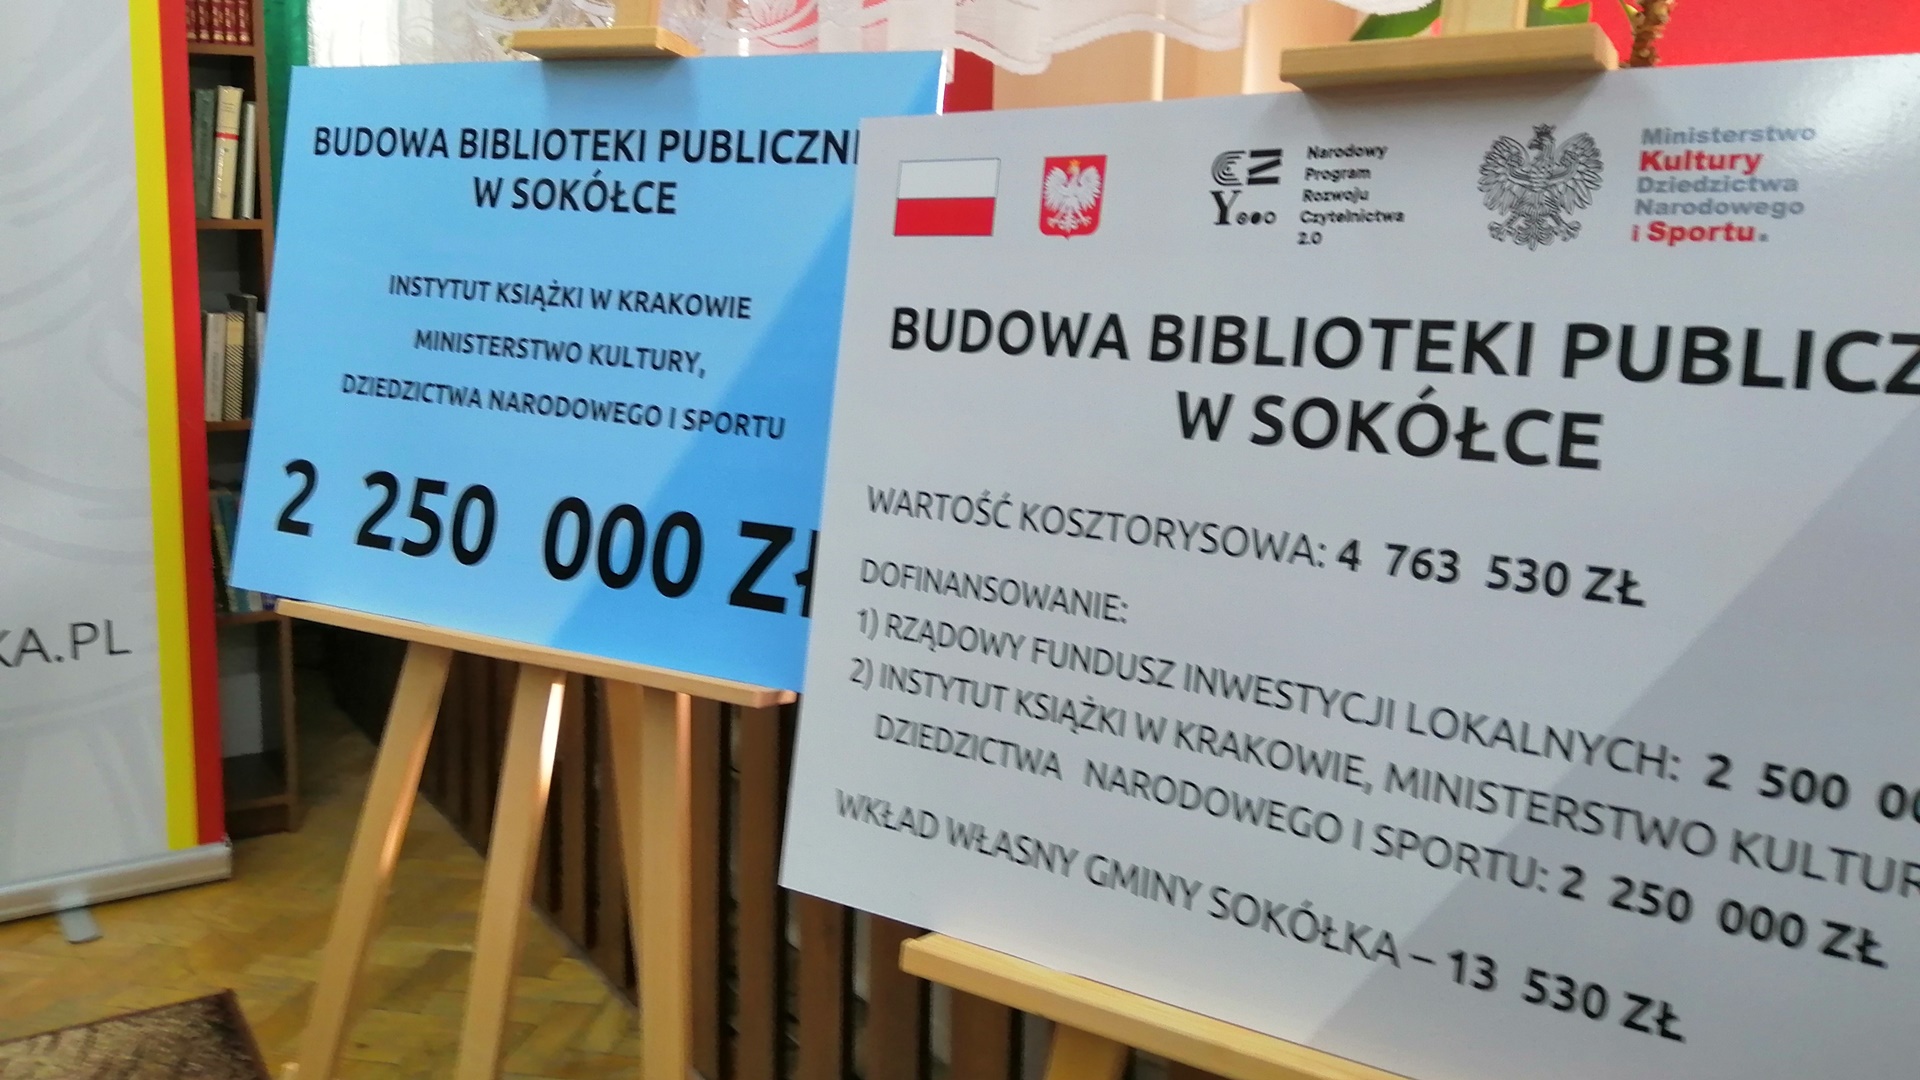 KA.PL
BUDOWA BIBLIOTEKI PUBLICZN
W SOKÓŁCE
INSTYTUT KSIĄŻKI W KRAKOWIE
MINISTERSTWO KULTURY,
DZIEDZICTWA NARODOWEGO I SPORTU
2 250 000 ZŁ
Narodowy
Program
Rozwoju
Czytelnictwa
2.0
Ministerstwo
Kultury
Dziedzictwa
Narodowego
i Sportu.
BUDOWA BIBLIOTEKI PUBLICZ
W SOKÓŁCE
WARTOŚĆ KOSZTORYSOWA: 4 763 530 ZŁ
DOFINANSOWANIE:
1) RZĄDOWY FUNDUSZ INWESTYCJI LOKALNYCH: 2 500 00
2) INSTYTUT KSIĄŻKI W KRAKOWIE, MINISTERSTWO KULTUR
DZIEDZICTWA NARODOWEGO I SPORTU: 2 250 000 ZŁ
WKŁAD WŁASNY GMINY SOKÓŁKA – 13 530 ZŁ